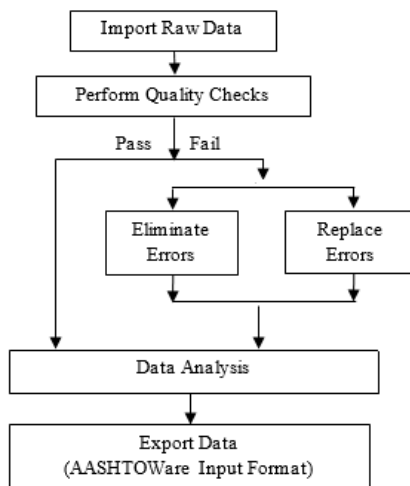 Import Raw Data
Perform Quality Checks
Pass Fail
Eliminate
Errors
Replace
Errors
Data Analysis
Export Data
(AASHTOWare Input Format)